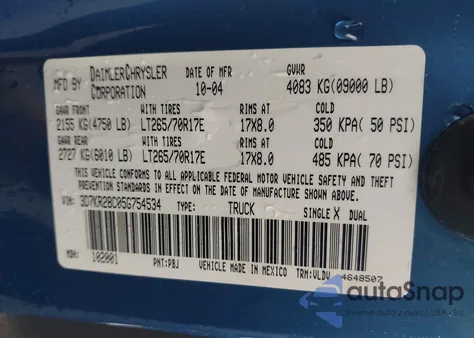 MFD BY DAIMLERCHRYSLER CORPORATION DATE OF MFR 10-04 GVWR 4083 KG(09000 LB)
GAWR FRONT WITH TIRES RIMS AT COLD
2155 KG(4750 LB) LT265/70R17E 17X8.0 350 KPA( 50 PSI)
GAWR REAR WITH TIRES RIMS AT COLD
2727 KG(6010 LB) LT265/70R17E 17X8.0 485 KPA( 70 PSI)
THIS VEHICLE CONFORMS TO ALL APPLICABLE FEDERAL MOTOR VEHICLE SAFETY AND
THEFT PREVENTION STANDARDS IN EFFECT ON THE DATE OF MANUFACTURE SHOWN ABOVE.
VIN: 3D7KR28C05G754534 TYPE: TRUCK SINGLE X DUAL
MDH: 102001 PNT:PBJ VEHICLE MADE IN MEXICO TRM:VLDV 4648507
autoSnap